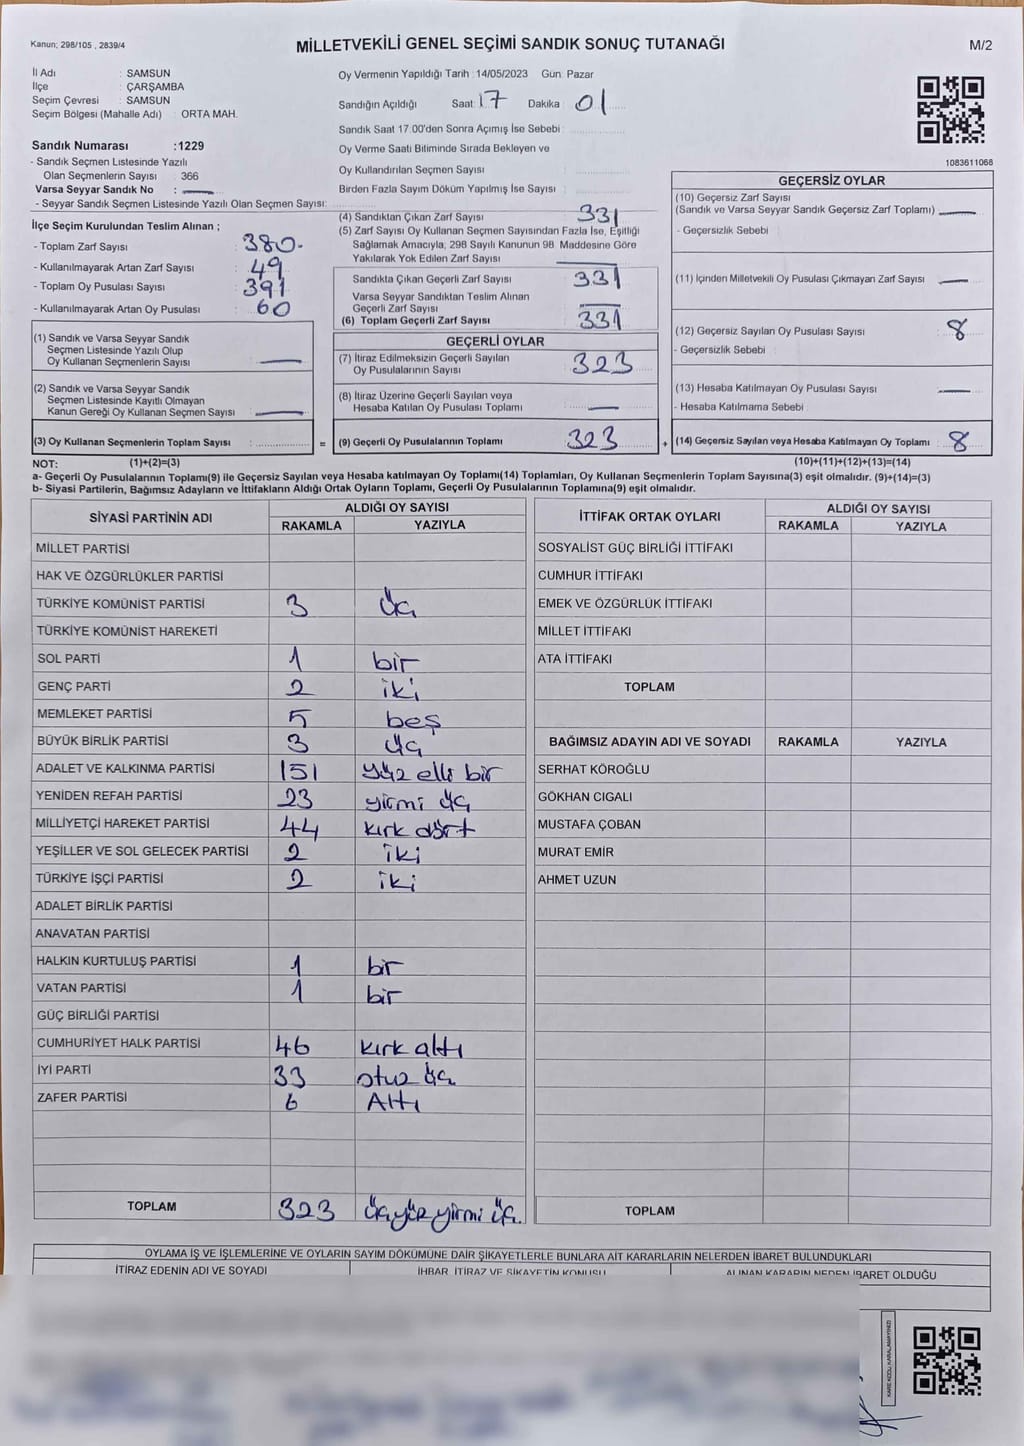 Kanun; 298/105 , 2839/4
MİLLETVEKİLİ GENEL SEÇİMİ SANDIK SONUÇ TUTANAĞI
M/2
İl Adı : SAMSUN
İlçe : ÇARŞAMBA
Seçim Çevresi : SAMSUN
Seçim Bölgesi (Mahalle Adı) : ORTA MAH.
Sandık Numarası :1229
- Sandık Seçmen Listesinde Yazılı
Olan Seçmenlerin Sayısı : 366
Varsa Seyyar Sandık No : —
- Seyyar Sandık Seçmen Listesinde Yazılı Olan Seçmen Sayısı:
İlçe Seçim Kurulundan Teslim Alınan ;
- Toplam Zarf Sayısı : 380
- Kullanılmayarak Artan Zarf Sayısı : 49
- Toplam Oy Pusulası Sayısı : 391
- Kullanılmayarak Artan Oy Pusulası : 60
(1) Sandık ve Varsa Seyyar Sandık
Seçmen Listesinde Yazılı Olup
Oy Kullanan Seçmenlerin Sayısı : —
(2) Sandık ve Varsa Seyyar Sandık
Seçmen Listesinde Kayıtlı Olmayan
Kanun Gereği Oy Kullanan Seçmen Sayısı : —
(3) Oy Kullanan Seçmenlerin Toplam Sayısı :
Oy Vermenin Yapıldığı Tarih : 14/05/2023 Gün: Pazar
Sandığın Açıldığı Saat : 17 Dakika : 01
Sandık Saat 17.00'den Sonra Açımış İse Sebebi :
Oy Verme Saati Bitiminde Sırada Bekleyen ve
Oy Kullandırılan Seçmen Sayısı :
Birden Fazla Sayım Döküm Yapılmış İse Sayısı :
(4) Sandıktan Çıkan Zarf Sayısı : 331
(5) Zarf Sayısı Oy Kullanan Seçmen Sayısından Fazla İse, Eşitliği
Sağlamak Amacıyla; 298 Sayılı Kanunun 98. Maddesine Göre
Yakılarak Yok Edilen Zarf Sayısı : —
Sandıkta Çıkan Geçerli Zarf Sayısı : 331
Varsa Seyyar Sandıktan Teslim Alınan
Geçerli Zarf Sayısı : —
(6) Toplam Geçerli Zarf Sayısı : 331
GEÇERLİ OYLAR
(7) İtiraz Edilmeksizin Geçerli Sayılan
Oy Pusulalarının Sayısı : 323
(8) İtiraz Üzerine Geçerli Sayılan veya
Hesaba Katılan Oy Pusulası Toplamı : —
= (9) Geçerli Oy Pusulalarının Toplamı : 323
1083611068
GEÇERSİZ OYLAR
(10) Geçersiz Zarf Sayısı
(Sandık ve Varsa Seyyar Sandık Geçersiz Zarf Toplamı) : —
- Geçersizlik Sebebi :
(11) İçinden Milletvekili Oy Pusulası Çıkmayan Zarf Sayısı : —
(12) Geçersiz Sayılan Oy Pusulası Sayısı : 8
- Geçersizlik Sebebi :
(13) Hesaba Katılmayan Oy Pusulası Sayısı : —
- Hesaba Katılmama Sebebi :
+ (14) Geçersiz Sayılan veya Hesaba Katılmayan Oy Toplamı : 8
NOT: (1)+(2)=(3) (10)+(11)+(12)+(13)=(14)
a- Geçerli Oy Pusulalarının Toplamı(9) ile Geçersiz Sayılan veya Hesaba katılmayan Oy Toplamı(14) Toplamları, Oy Kullanan Seçmenlerin Toplam Sayısına(3) eşit olmalıdır. (9)+(14)=(3)
b- Siyasi Partilerin, Bağımsız Adayların ve İttifakların Aldığı Ortak Oyların Toplamı, Geçerli Oy Pusulalarının Toplamına(9) eşit olmalıdır.
SİYASİ PARTİNİN ADI ALDIĞI OY SAYISI
RAKAMLA YAZIYLA
MİLLET PARTİSİ
HAK VE ÖZGÜRLÜKLER PARTİSİ
TÜRKİYE KOMÜNİST PARTİSİ 3 üç
TÜRKİYE KOMÜNİST HAREKETİ
SOL PARTİ 1 bir
GENÇ PARTİ 2 iki
MEMLEKET PARTİSİ 5 beş
BÜYÜK BİRLİK PARTİSİ 3 üç
ADALET VE KALKINMA PARTİSİ 151 yüz elli bir
YENİDEN REFAH PARTİSİ 23 yirmi üç
MİLLİYETÇİ HAREKET PARTİSİ 44 kırk dört
YEŞİLLER VE SOL GELECEK PARTİSİ 2 iki
TÜRKİYE İŞÇİ PARTİSİ 2 iki
ADALET BİRLİK PARTİSİ
ANAVATAN PARTİSİ
HALKIN KURTULUŞ PARTİSİ 1 bir
VATAN PARTİSİ 1 bir
GÜÇ BİRLİĞİ PARTİSİ
CUMHURİYET HALK PARTİSİ 46 kırk altı
İYİ PARTİ 33 otuz üç
ZAFER PARTİSİ 6 Altı
TOPLAM 323 üçyüz yirmi üç.
İTTİFAK ORTAK OYLARI ALDIĞI OY SAYISI
RAKAMLA YAZIYLA
SOSYALİST GÜÇ BİRLİĞİ İTTİFAKI
CUMHUR İTTİFAKI
EMEK VE ÖZGÜRLÜK İTTİFAKI
MİLLET İTTİFAKI
ATA İTTİFAKI
TOPLAM
BAĞIMSIZ ADAYIN ADI VE SOYADI RAKAMLA YAZIYLA
SERHAT KÖROĞLU
GÖKHAN CIGALI
MUSTAFA ÇOBAN
MURAT EMİR
AHMET UZUN
TOPLAM
OYLAMA İŞ VE İŞLEMLERİNE VE OYLARIN SAYIM DÖKÜMÜNE DAİR ŞİKAYETLERLE BUNLARA AİT KARARLARIN NELERDEN İBARET BULUNDUKLARI
İTİRAZ EDENİN ADI VE SOYADI İHBAR, İTİRAZ VE ŞİKAYETİN KONUSU ALINAN KARARIN NEDEN İBARET OLDUĞU
KARE KODU KARALAMAYINIZ!